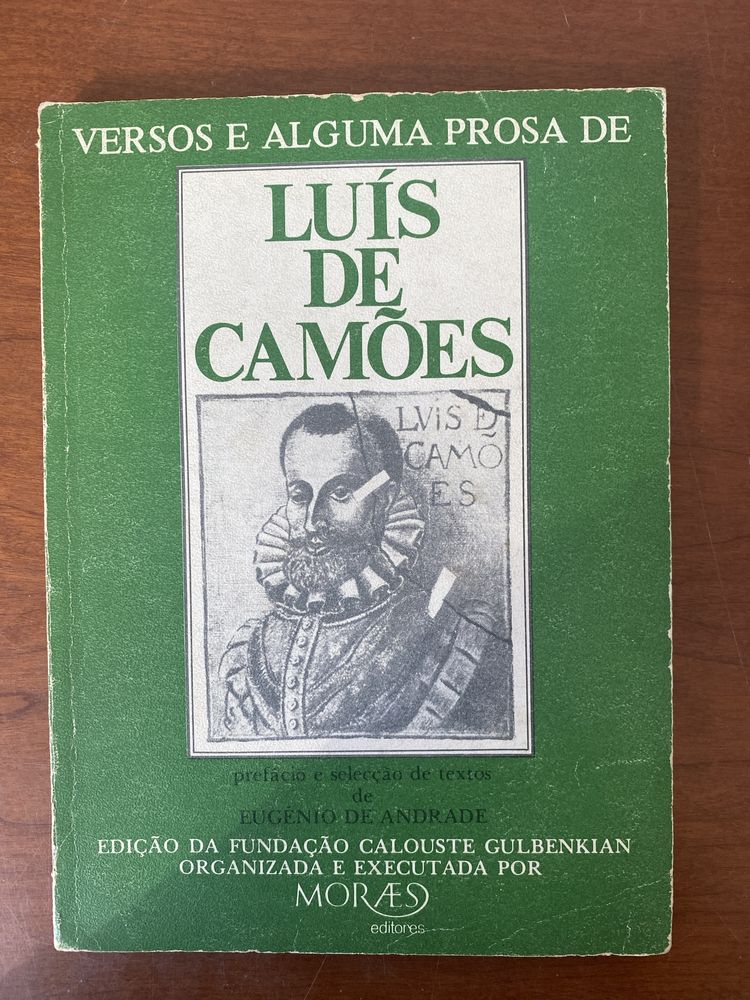 VERSOS E ALGUMA PROSA DE
LUÍS
DE
CAMÕES
LVIS D
CAMÕ
ES
prefácio e selecção de textos
de
EUGÉNIO DE ANDRADE
EDIÇÃO DA FUNDAÇÃO CALOUSTE GULBENKIAN
ORGANIZADA E EXECUTADA POR
MORÆS
editores